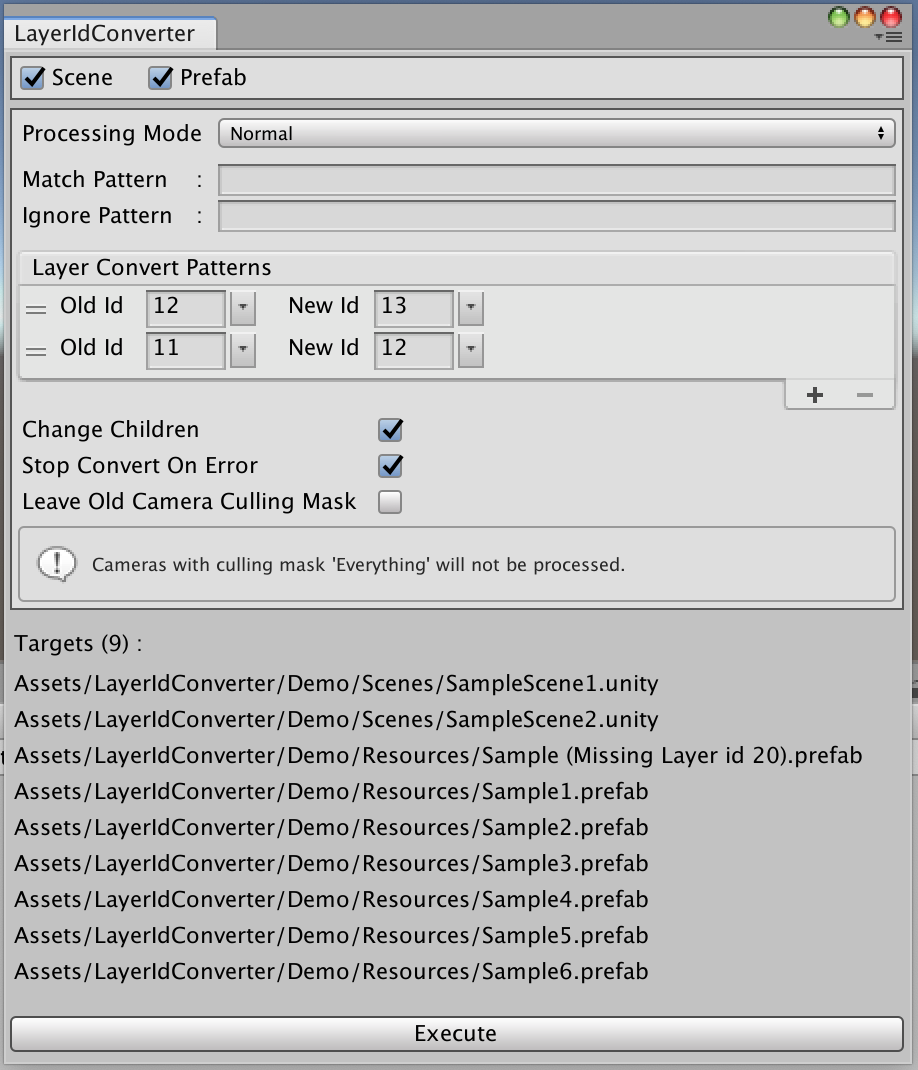 LayerIdConverter
Scene Prefab
Processing Mode Normal
Match Pattern :
Ignore Pattern :
Layer Convert Patterns
Old Id 12 New Id 13
Old Id 11 New Id 12
Change Children
Stop Convert On Error
Leave Old Camera Culling Mask
Cameras with culling mask 'Everything' will not be processed.
Targets (9) :
Assets/LayerIdConverter/Demo/Scenes/SampleScene1.unity
Assets/LayerIdConverter/Demo/Scenes/SampleScene2.unity
Assets/LayerIdConverter/Demo/Resources/Sample (Missing Layer id 20).prefab
Assets/LayerIdConverter/Demo/Resources/Sample1.prefab
Assets/LayerIdConverter/Demo/Resources/Sample2.prefab
Assets/LayerIdConverter/Demo/Resources/Sample3.prefab
Assets/LayerIdConverter/Demo/Resources/Sample4.prefab
Assets/LayerIdConverter/Demo/Resources/Sample5.prefab
Assets/LayerIdConverter/Demo/Resources/Sample6.prefab
Execute